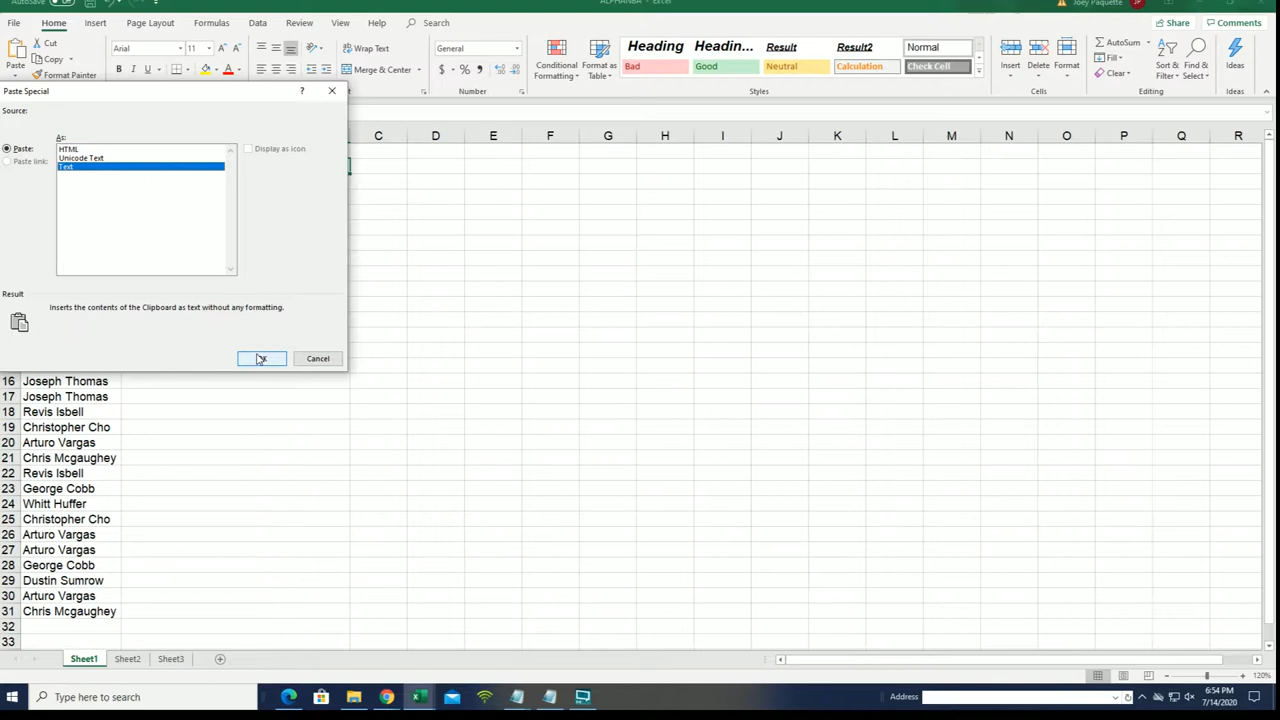 AutoSave
ALPHANBA - Excel
Joey Paquette
JP
File Home Insert Page Layout Formulas Data Review View Help Search
Share Comments
Paste
Cut
Copy
Format Painter
Arial 11
B I U
Wrap Text
Merge & Center
General
$ % ,
Number
Conditional Formatting
Format as Table
Heading Headin... Result Result2 Normal
Bad Good Neutral Calculation Check Cell
Styles
Insert Delete Format
Cells
AutoSum
Fill
Clear
Sort & Filter
Find & Select
Editing
Ideas
Ideas
Paste Special
Source:
As:
Paste:
Paste link:
HTML
Unicode Text
Text
Display as icon
Result
Inserts the contents of the Clipboard as text without any formatting.
Cancel
C D E F G H I J K L M N O P Q R
16 Joseph Thomas
17 Joseph Thomas
18 Revis Isbell
19 Christopher Cho
20 Arturo Vargas
21 Chris Mcgaughey
22 Revis Isbell
23 George Cobb
24 Whitt Huffer
25 Christopher Cho
26 Arturo Vargas
27 Arturo Vargas
28 George Cobb
29 Dustin Sumrow
30 Arturo Vargas
31 Chris Mcgaughey
32
33
Sheet1 Sheet2 Sheet3
120%
Type here to search
Address
6:54 PM
7/14/2020